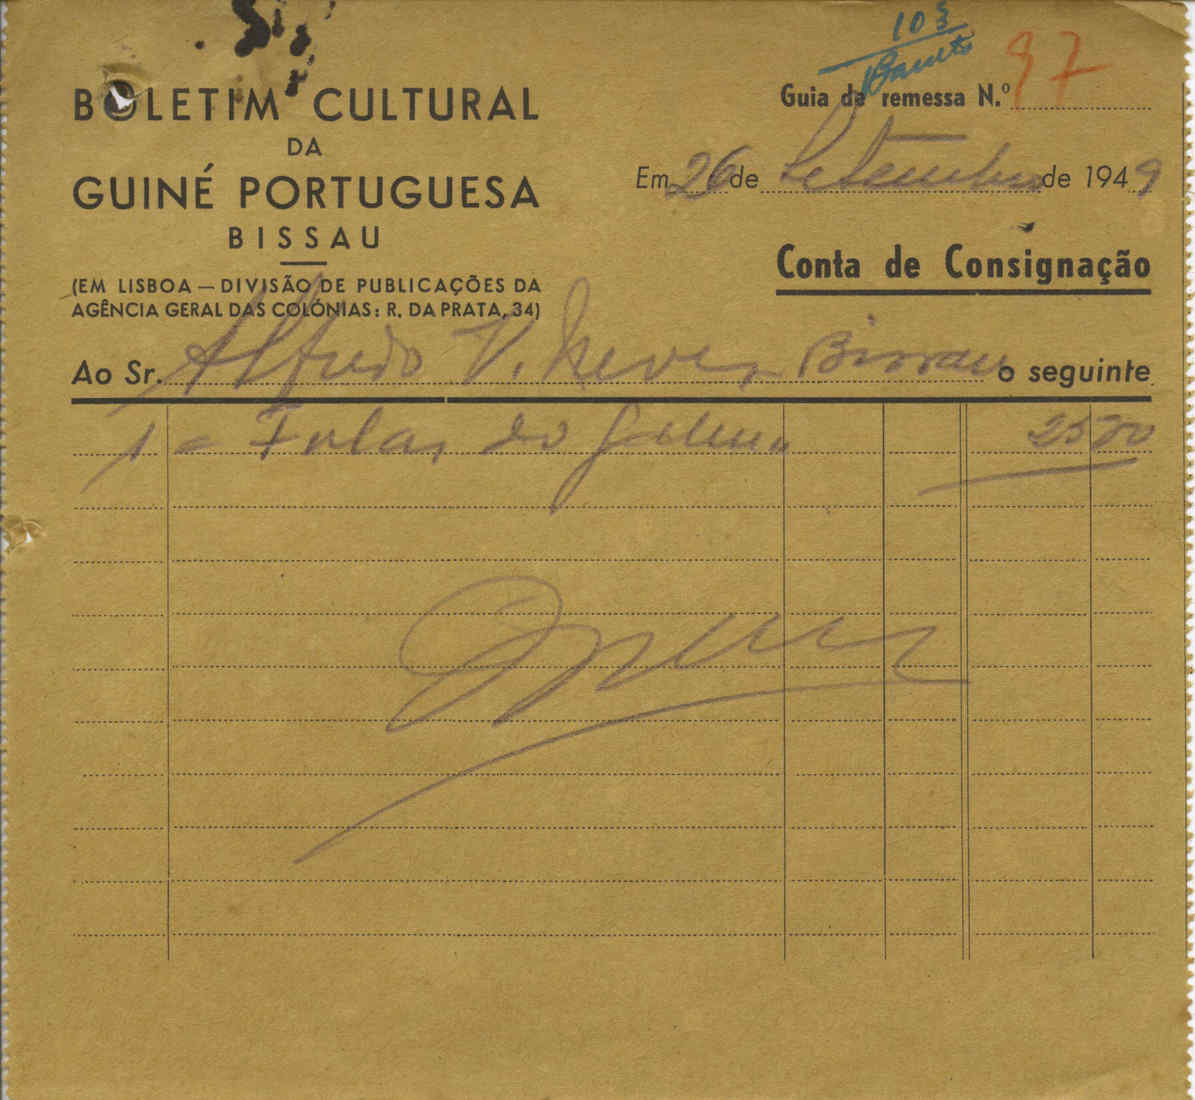 103
Guia de remessa N.º 97
BOLETIM CULTURAL
DA
GUINÉ PORTUGUESA
BISSAU
(EM LISBOA — DIVISÃO DE PUBLICAÇÕES DA
AGÊNCIA GERAL DAS COLÓNIAS: R. DA PRATA, 34)
Em 26 de Setembro de 1949
Conta de Consignação
Ao Sr. Alfredo V. Neves Bissau o seguinte
1 = Fulas do Gabu 25 00